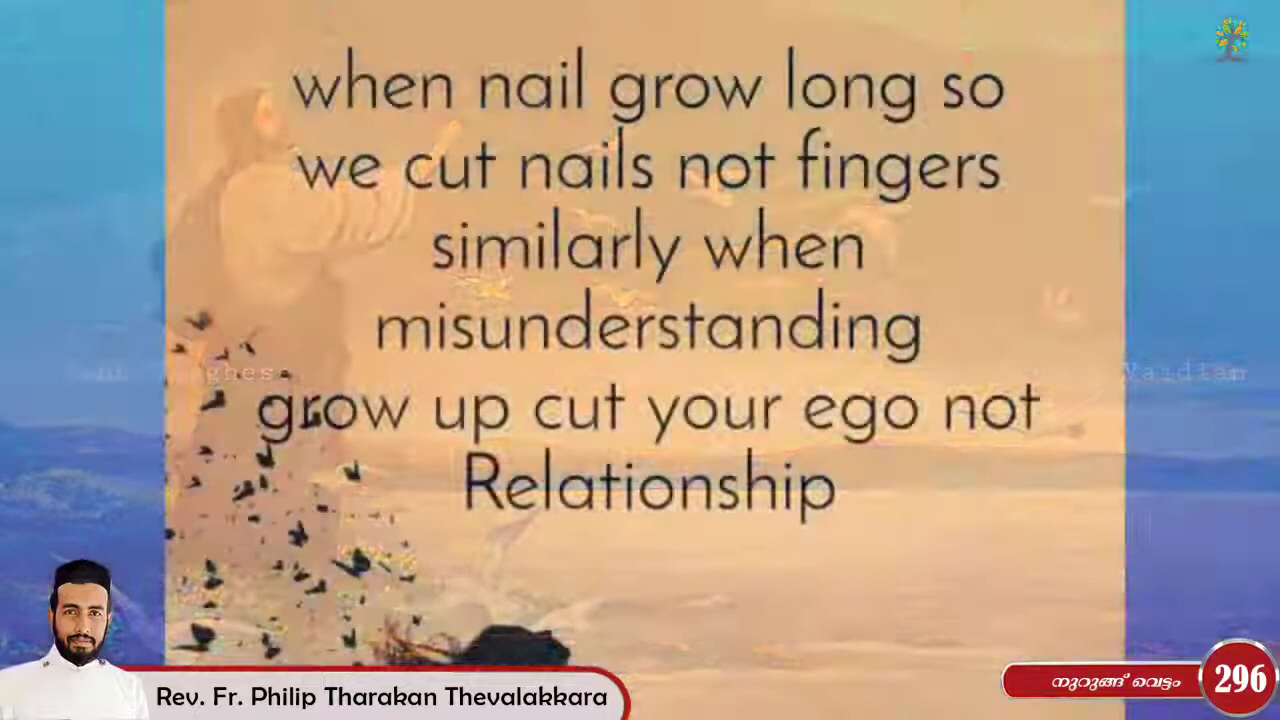 when nail grow long so
we cut nails not fingers
similarly when
misunderstanding
grow up cut your ego not
Relationship
Rev. Fr. Philip Tharakan Thevalakkara
നുറുങ്ങ് വെട്ടം
296